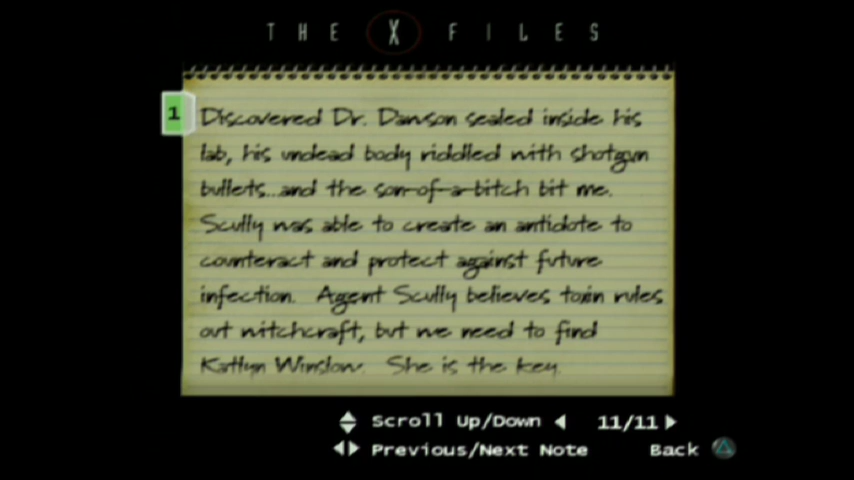 THE X FILES
1
Discovered Dr. Dawson sealed inside his
lab, his undead body riddled with shotgun
bullets...and the son-of-a-bitch bit me.
Scully was able to create an antidote to
counteract and protect against future
infection. Agent Scully believes toxin rules
out witchcraft, but we need to find
Katlyn Winslow. She is the key.
Scroll Up/Down 11/11
Previous/Next Note Back